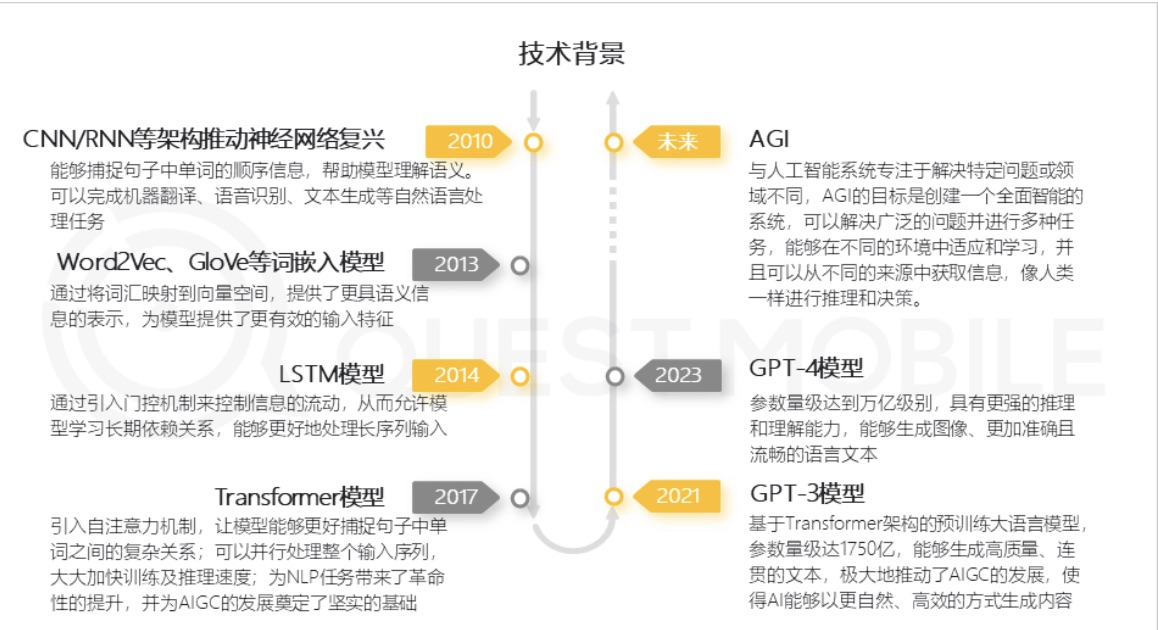 技术背景
CNN/RNN等架构推动神经网络复兴
2010
能够捕捉句子中单词的顺序信息，帮助模型理解语义。
可以完成机器翻译、语音识别、文本生成等自然语言处
理任务
Word2Vec、GloVe等词嵌入模型
2013
通过将词汇映射到向量空间，提供了更具语义信
息的表示，为模型提供了更有效的输入特征
LSTM模型
2014
通过引入门控机制来控制信息的流动，从而允许模
型学习长期依赖关系，能够更好地处理长序列输入
Transformer模型
2017
引入自注意力机制，让模型能够更好捕捉句子中单
词之间的复杂关系；可以并行处理整个输入序列，
大大加快训练及推理速度；为NLP任务带来了革命
性的提升，并为AIGC的发展奠定了坚实的基础
未来
AGI
与人工智能系统专注于解决特定问题或领
域不同，AGI的目标是创建一个全面智能的
系统，可以解决广泛的问题并进行多种任
务，能够在不同的环境中适应和学习，并
且可以从不同的来源中获取信息，像人类
一样进行推理和决策。
2023
GPT-4模型
参数量级达到万亿级别，具有更强的推理
和理解能力，能够生成图像、更加准确且
流畅的语言文本
2021
GPT-3模型
基于Transformer架构的预训练大语言模型，
参数量级达1750亿，能够生成高质量、连
贯的文本，极大地推动了AIGC的发展，使
得AI能够以更自然、高效的方式生成内容
QUEST MOBILE